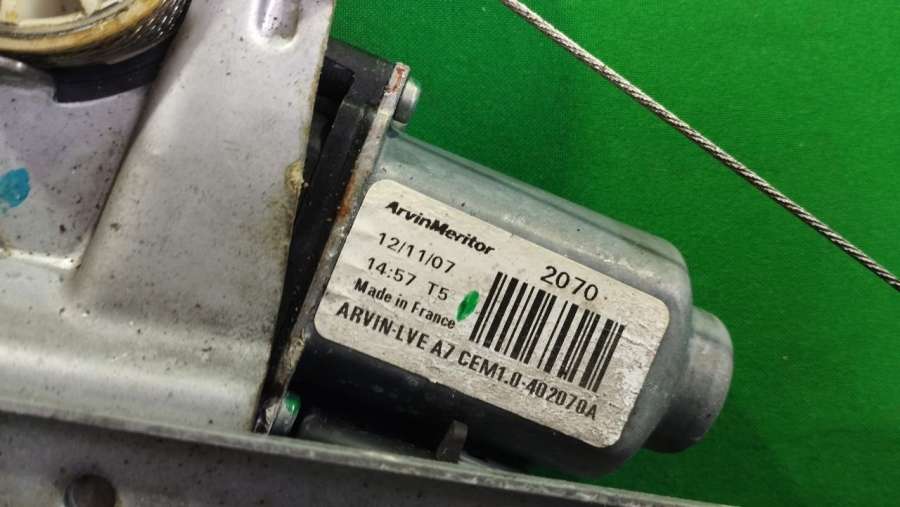 ArvinMeritor
12/11/07
2070
14:57 T5
Made in France
ARVIN-LVE A7 CEM1.0-402070A